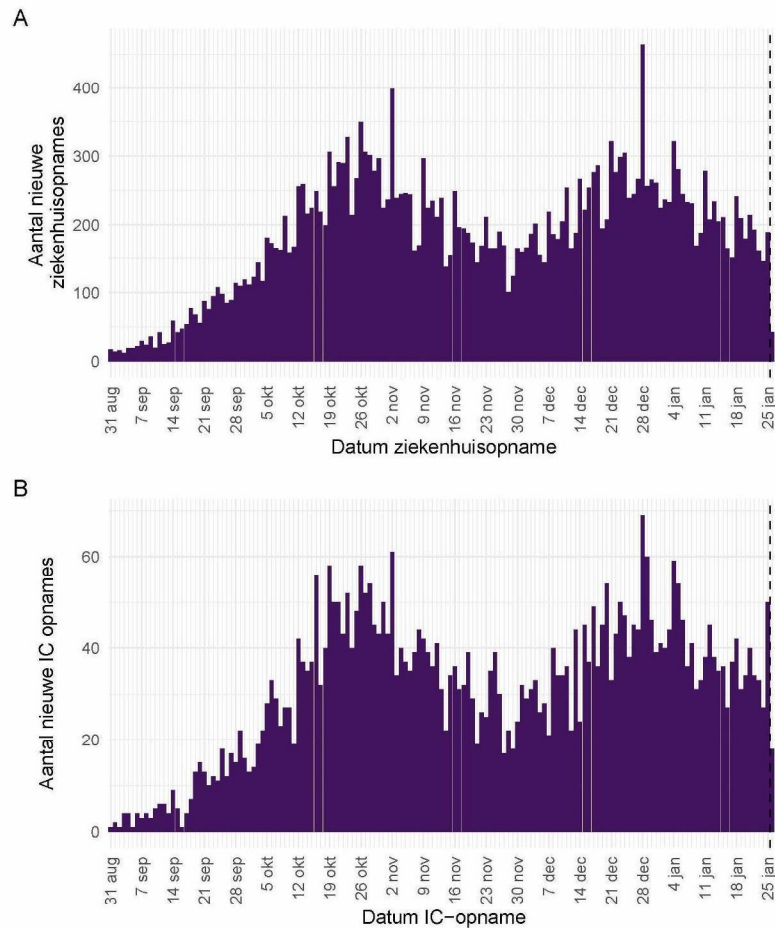 A
Aantal nieuwe
ziekenhuisopnames
400
300
200
100
0
31 aug
7 sep
14 sep
21 sep
28 sep
5 okt
12 okt
19 okt
26 okt
2 nov
9 nov
16 nov
23 nov
30 nov
7 dec
14 dec
21 dec
28 dec
4 jan
11 jan
18 jan
25 jan
Datum ziekenhuisopname
B
Aantal nieuwe IC opnames
60
40
20
0
31 aug
7 sep
14 sep
21 sep
28 sep
5 okt
12 okt
19 okt
26 okt
2 nov
9 nov
16 nov
23 nov
30 nov
7 dec
14 dec
21 dec
28 dec
4 jan
11 jan
18 jan
25 jan
Datum IC−opname